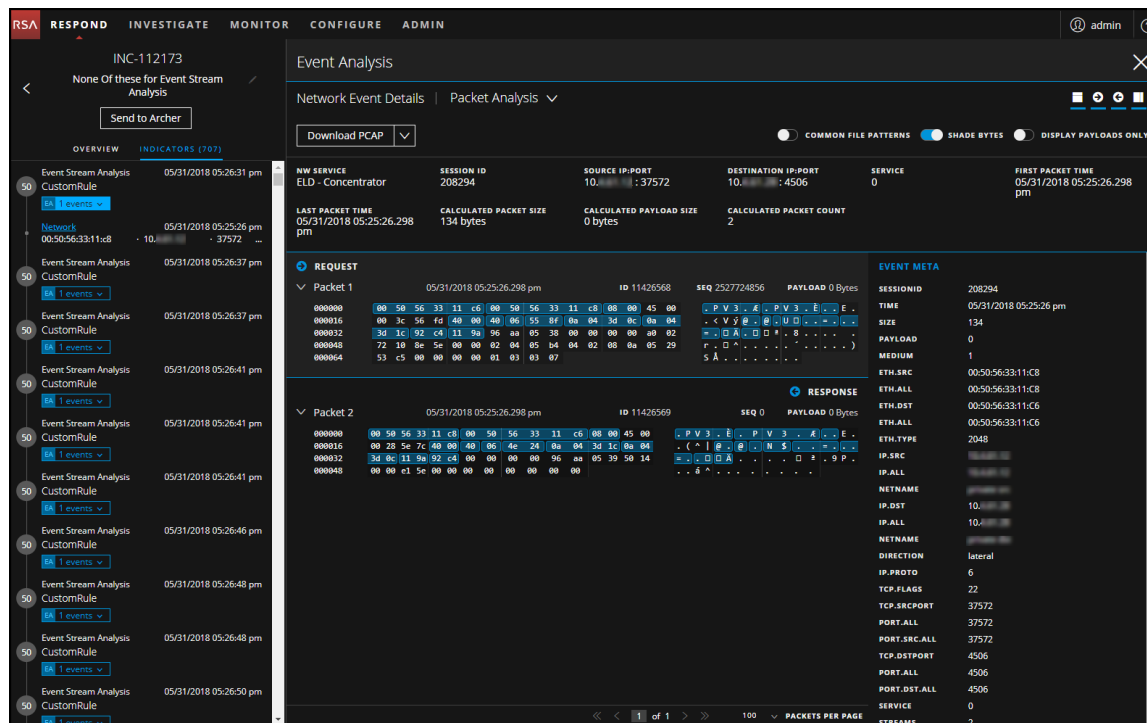 RSA RESPOND INVESTIGATE MONITOR CONFIGURE ADMIN admin
INC-112173
None Of these for Event Stream
Analysis
Send to Archer
OVERVIEW INDICATORS (707)
Event Stream Analysis 05/31/2018 05:26:31 pm
50 CustomRule
EA 1 events
Network 05/31/2018 05:25:26 pm
00:50:56:33:11:c8 · 10. · 37572 ...
Event Stream Analysis 05/31/2018 05:26:37 pm
50 CustomRule
EA 1 events
Event Stream Analysis 05/31/2018 05:26:37 pm
50 CustomRule
EA 1 events
Event Stream Analysis 05/31/2018 05:26:41 pm
50 CustomRule
EA 1 events
Event Stream Analysis 05/31/2018 05:26:41 pm
50 CustomRule
EA 1 events
Event Stream Analysis 05/31/2018 05:26:41 pm
50 CustomRule
EA 1 events
Event Stream Analysis 05/31/2018 05:26:46 pm
50 CustomRule
EA 1 events
Event Stream Analysis 05/31/2018 05:26:48 pm
50 CustomRule
EA 1 events
Event Stream Analysis 05/31/2018 05:26:48 pm
50 CustomRule
EA 1 events
Event Stream Analysis 05/31/2018 05:26:50 pm
50 CustomRule
EA 1 events
Event Analysis
Network Event Details | Packet Analysis
Download PCAP COMMON FILE PATTERNS SHADE BYTES DISPLAY PAYLOADS ONLY
NW SERVICE SESSION ID SOURCE IP:PORT DESTINATION IP:PORT SERVICE FIRST PACKET TIME
ELD - Concentrator 208294 10. : 37572 10. : 4506 0 05/31/2018 05:25:26.298
pm
LAST PACKET TIME CALCULATED PACKET SIZE CALCULATED PAYLOAD SIZE CALCULATED PACKET COUNT
05/31/2018 05:25:26.298 134 bytes 0 bytes 2
pm
REQUEST
Packet 1 05/31/2018 05:25:26.298 pm ID 11426568 SEQ 2527724856 PAYLOAD 0 Bytes
000000 00 50 56 33 11 c6 00 50 56 33 11 c8 08 00 45 00 . P V 3 . Æ . P V 3 . È . . E .
000016 00 3c 56 fd 40 00 40 06 55 8f 0a 04 3d 0c 0a 04 . < V ý @ . @ . U □ . . = . . .
000032 3d 1c 92 c4 11 9a 96 aa 05 38 00 00 00 00 a0 02 = . □ Ä . □ □ ª . 8 . . . . .
000048 72 10 8e 5e 00 00 02 04 05 b4 04 02 08 0a 05 29 r . □ ^ . . . . . ´ . . . . . )
000064 53 c5 00 00 00 00 01 03 03 07 S Å . . . . . . . .
RESPONSE
Packet 2 05/31/2018 05:25:26.298 pm ID 11426569 SEQ 0 PAYLOAD 0 Bytes
000000 00 50 56 33 11 c8 00 50 56 33 11 c6 08 00 45 00 . P V 3 . È . P V 3 . Æ . . E .
000016 00 28 5e 7c 40 00 40 06 4e 24 0a 04 3d 1c 0a 04 . ( ^ | @ . @ . N $ . . = . . .
000032 3d 0c 11 9a 92 c4 00 00 00 00 96 aa 05 39 50 14 = . . □ □ Ä . . . . □ ª . 9 P .
000048 00 00 e1 5e 00 00 00 00 00 00 00 00 . . á ^ . . . . . . . .
1 of 1 100 PACKETS PER PAGE
EVENT META
SESSIONID 208294
TIME 05/31/2018 05:25:26 pm
SIZE 134
PAYLOAD 0
MEDIUM 1
ETH.SRC 00:50:56:33:11:C8
ETH.ALL 00:50:56:33:11:C8
ETH.DST 00:50:56:33:11:C6
ETH.ALL 00:50:56:33:11:C6
ETH.TYPE 2048
IP.SRC
IP.ALL
NETNAME
IP.DST 10.
IP.ALL 10.
NETNAME
DIRECTION lateral
IP.PROTO 6
TCP.FLAGS 22
TCP.SRCPORT 37572
PORT.ALL 37572
PORT.SRC.ALL 37572
TCP.DSTPORT 4506
PORT.ALL 4506
PORT.DST.ALL 4506
SERVICE 0
STREAMS 2